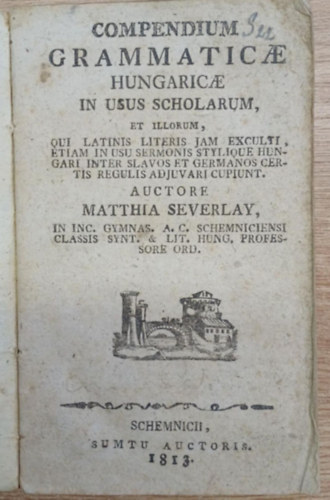 COMPENDIUM
GRAMMATICÆ
HUNGARICÆ
IN USUS SCHOLARUM,
ET ILLORUM,
QUI LATINIS LITERIS JAM EXCULTI,
ETIAM IN USU SERMONIS STYLIQUE HUN-
GARI INTER SLAVOS ET GERMANOS CER-
TIS REGULIS ADJUVARI CUPIUNT.
AUCTORE
MATTHIA SEVERLAY,
IN INC. GYMNAS. A. C. SCHEMNICIENSI
CLASSIS SYNT. & LIT. HUNG. PROFES-
SORE ORD.
SCHEMNICII,
SUMTU AUCTORIS.
1813.